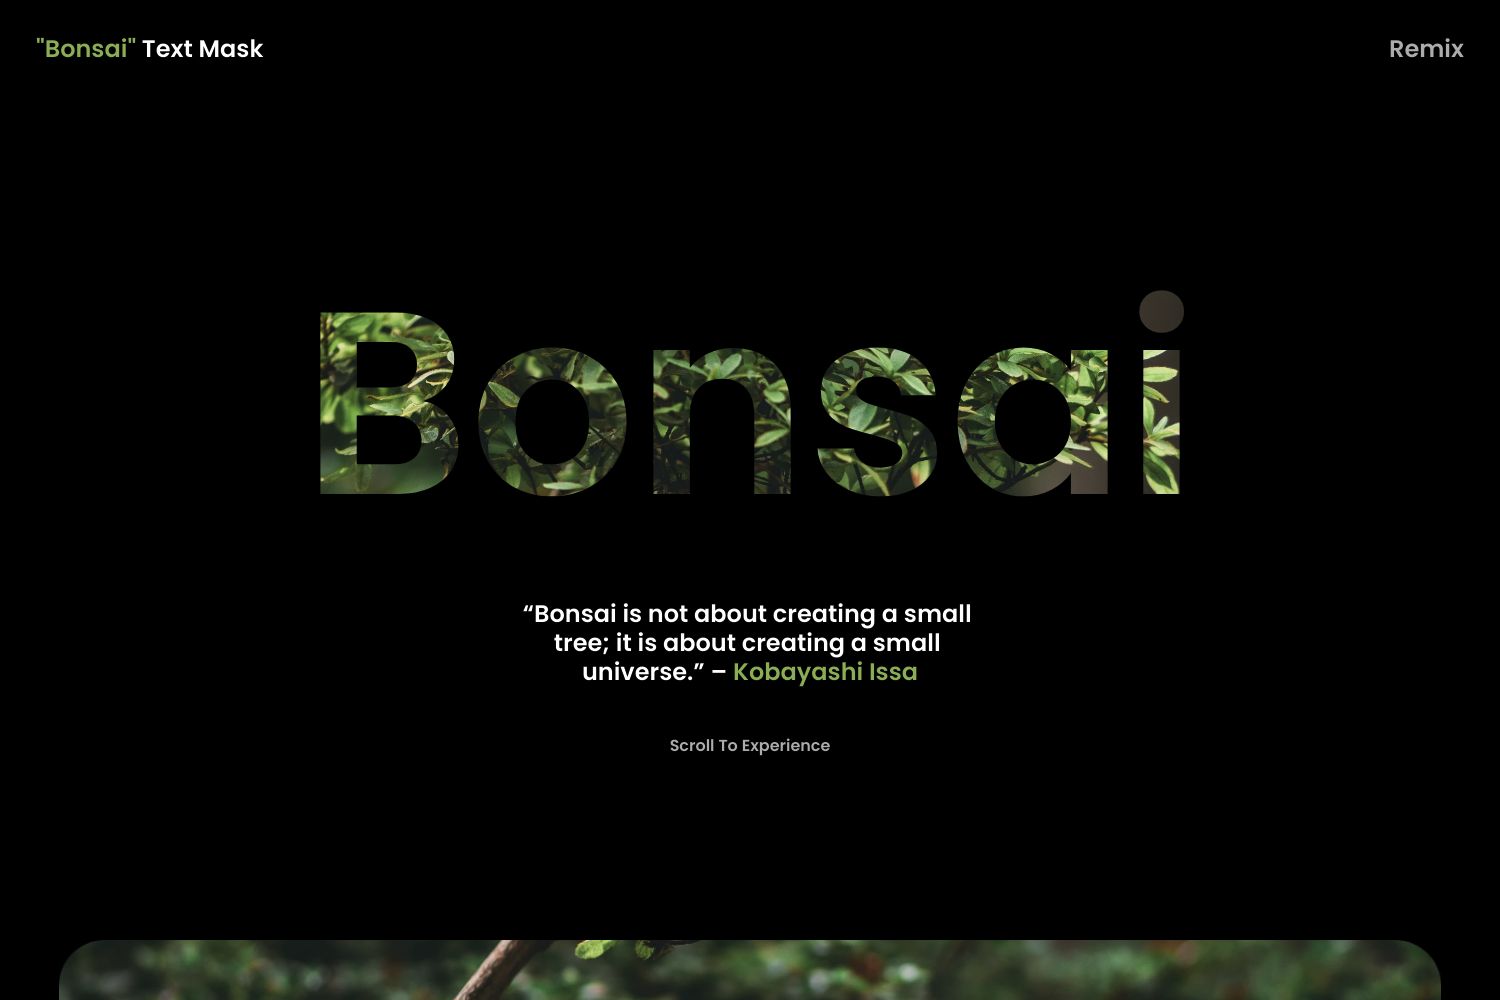 "Bonsai" Text Mask
Remix
Bonsai
“Bonsai is not about creating a small
tree; it is about creating a small
universe.” – Kobayashi Issa
Scroll To Experience